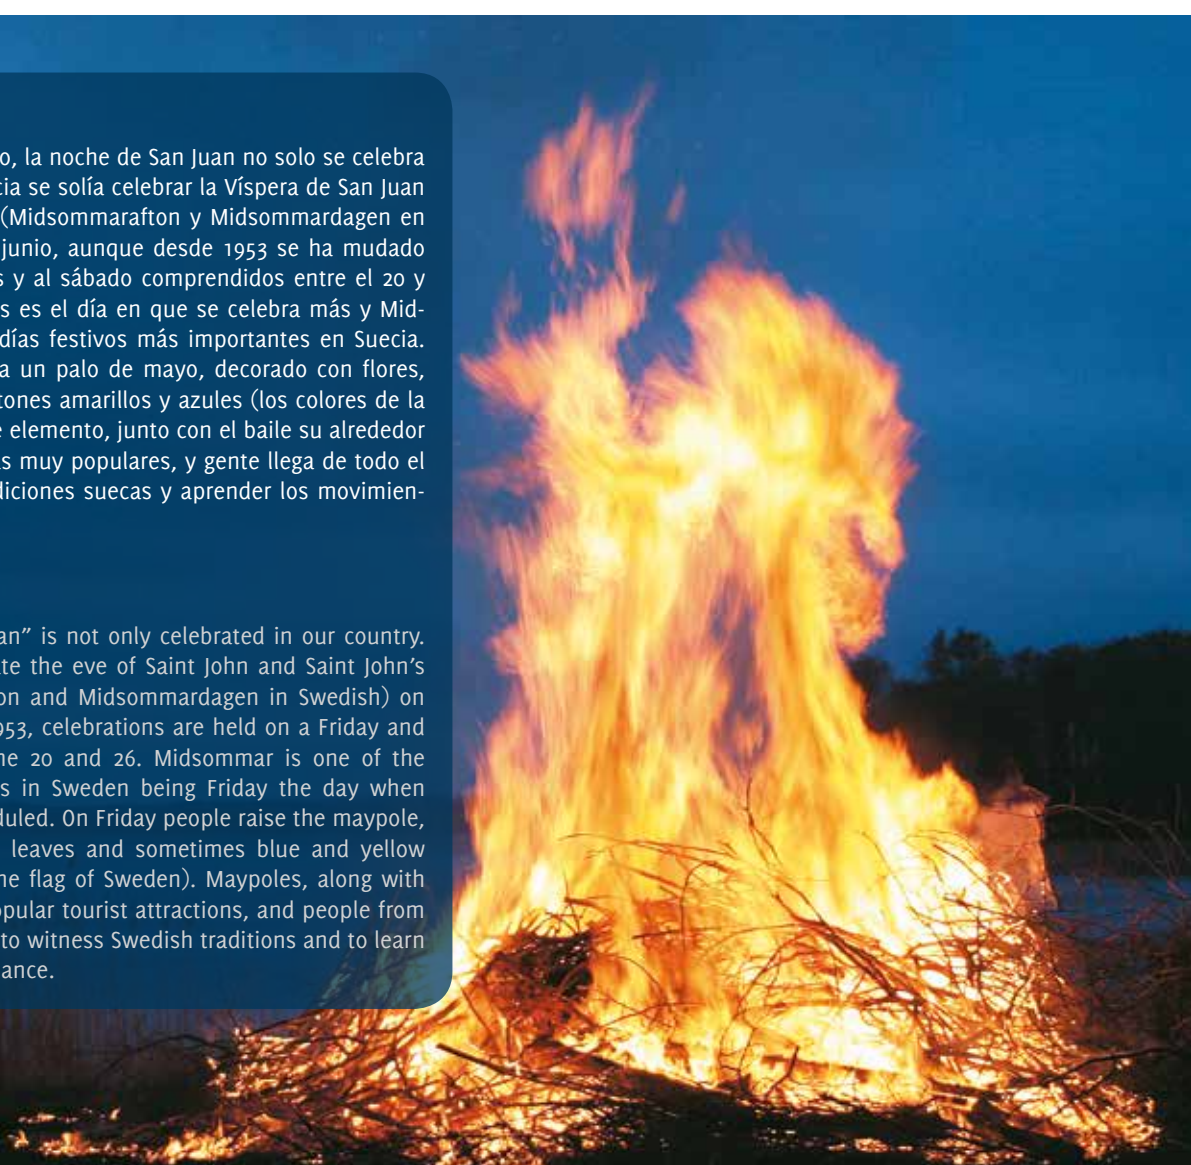 o, la noche de San Juan no solo se celebra
cia se solía celebrar la Víspera de San Juan
(Midsommarafton y Midsommardagen en
junio, aunque desde 1953 se ha mudado
s y al sábado comprendidos entre el 20 y
s es el día en que se celebra más y Mid-
días festivos más importantes en Suecia.
a un palo de mayo, decorado con flores,
tones amarillos y azules (los colores de la
e elemento, junto con el baile su alrededor
as muy populares, y gente llega de todo el
diciones suecas y aprender los movimien-
an” is not only celebrated in our country.
ate the eve of Saint John and Saint John’s
on and Midsommardagen in Swedish) on
953, celebrations are held on a Friday and
ne 20 and 26. Midsommar is one of the
s in Sweden being Friday the day when
duled. On Friday people raise the maypole,
leaves and sometimes blue and yellow
he flag of Sweden). Maypoles, along with
opular tourist attractions, and people from
to witness Swedish traditions and to learn
ance.